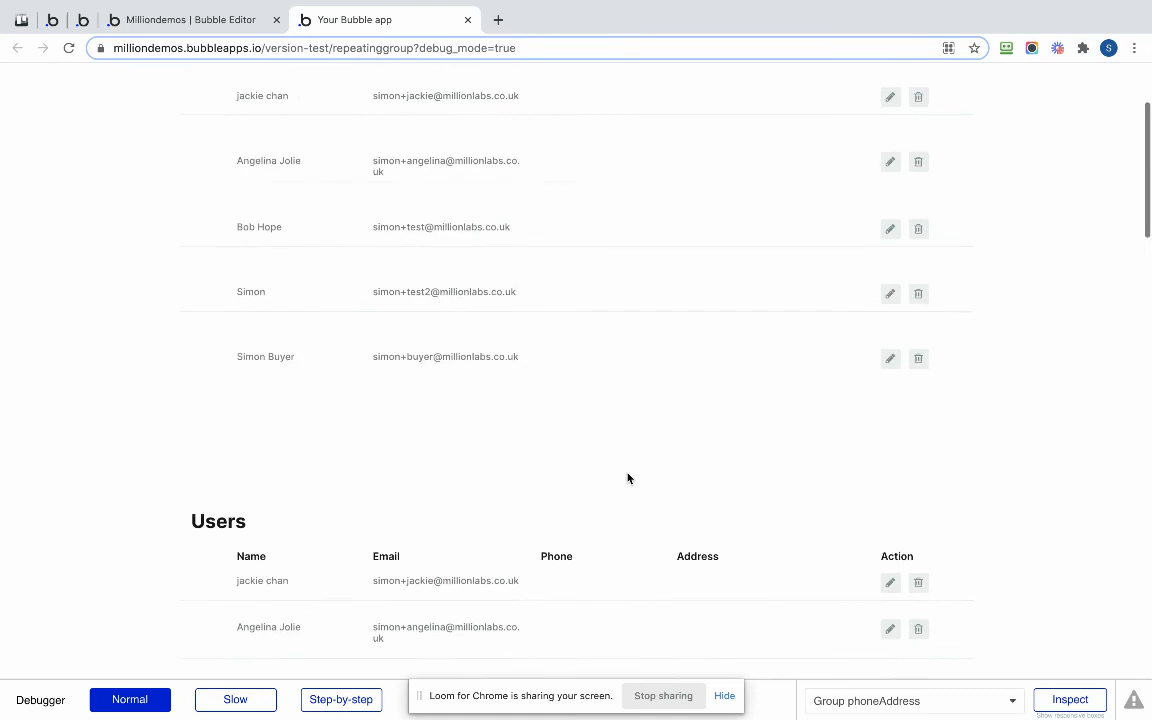 Milliondemos | Bubble Editor
Your Bubble app
milliondemos.bubbleapps.io/version-test/repeatinggroup?debug_mode=true
S
jackie chan simon+jackie@millionlabs.co.uk
Angelina Jolie simon+angelina@millionlabs.co.
uk
Bob Hope simon+test@millionlabs.co.uk
Simon simon+test2@millionlabs.co.uk
Simon Buyer simon+buyer@millionlabs.co.uk
Users
Name Email Phone Address Action
jackie chan simon+jackie@millionlabs.co.uk
Angelina Jolie simon+angelina@millionlabs.co.
uk
Debugger Normal Slow Step-by-step Loom for Chrome is sharing your screen. Stop sharing Hide Group phoneAddress Inspect
Show responsive boxes